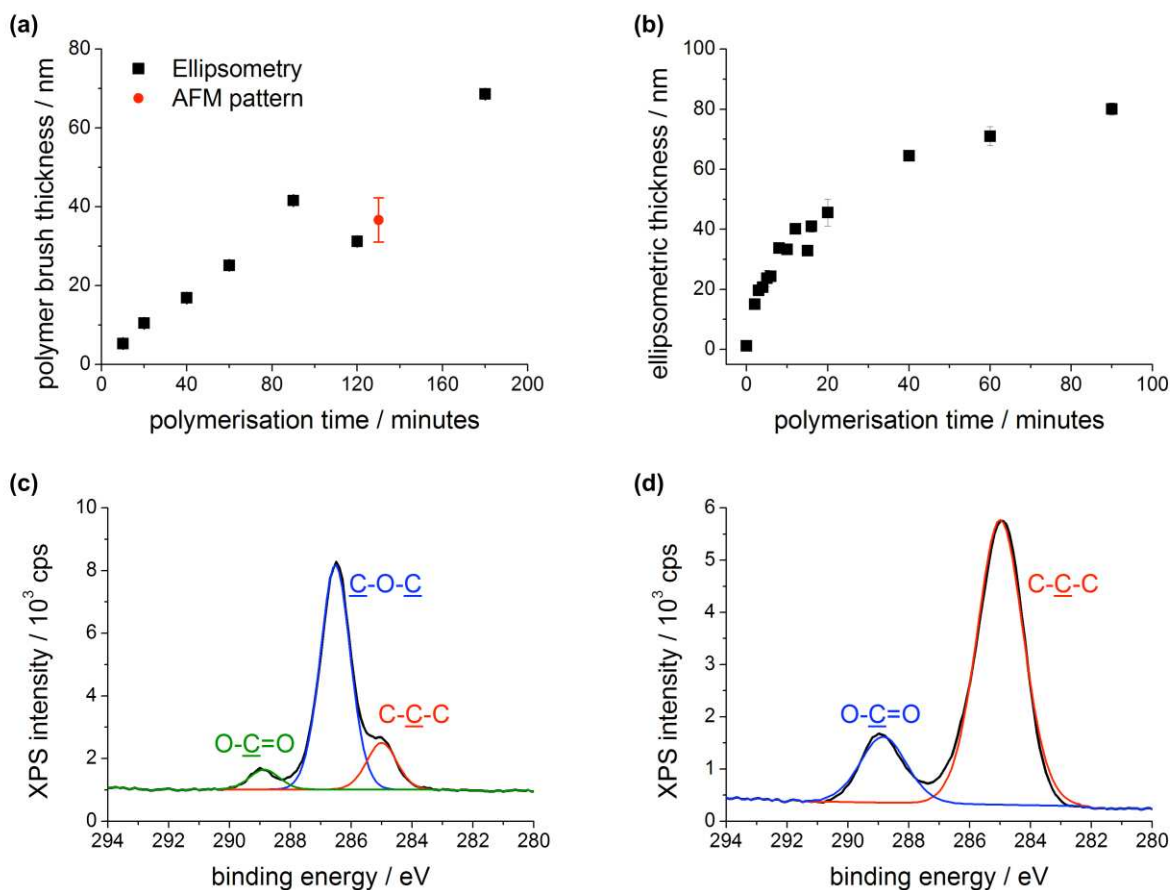 (a)
80
60
40
20
0
0 40 80 120 160 200
polymer brush thickness / nm
polymerisation time / minutes
Ellipsometry
AFM pattern
(b)
100
80
60
40
20
0
0 20 40 60 80 100
ellipsometric thickness / nm
polymerisation time / minutes
(c)
10
8
6
4
2
0
294 292 290 288 286 284 282 280
XPS intensity / 10³ cps
binding energy / eV
O-C=O
C-O-C
C-C-C
(d)
6
5
4
3
2
1
0
294 292 290 288 286 284 282 280
XPS intensity / 10³ cps
binding energy / eV
O-C=O
C-C-C